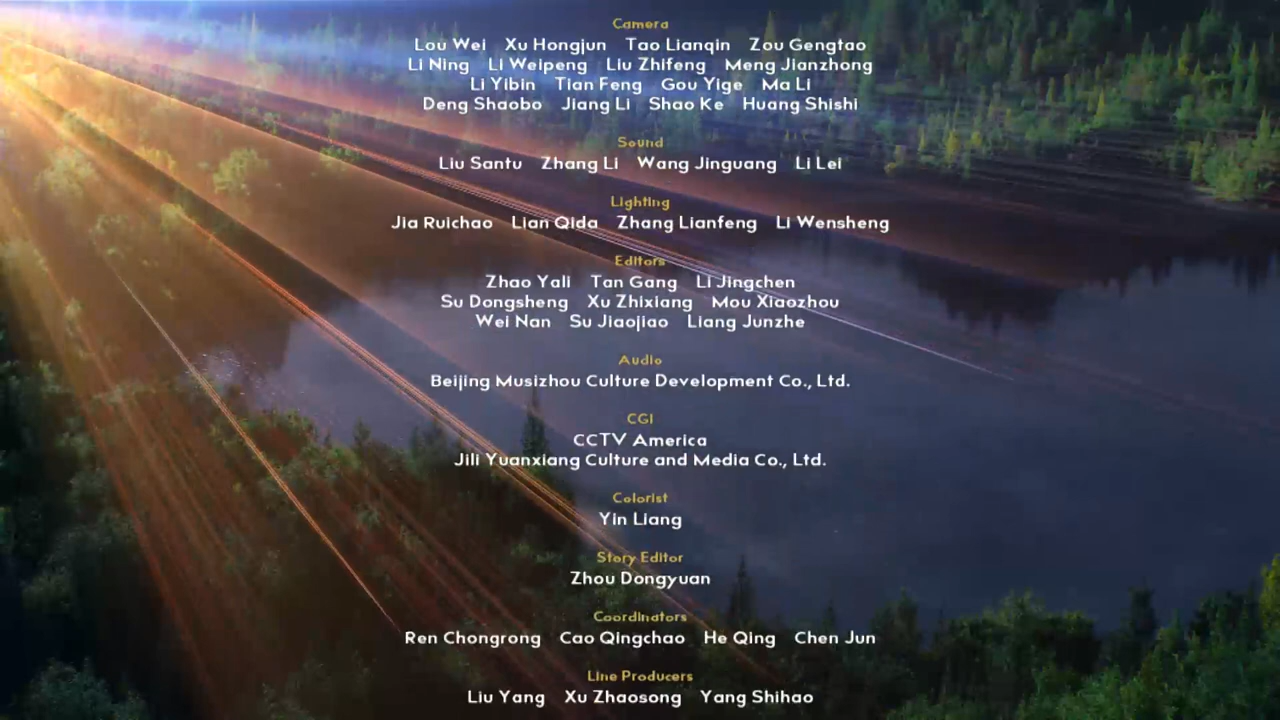 Camera
Lou Wei Xu Hongjun Tao Lianqin Zou Gengtao
Li Ning Li Weipeng Liu Zhifeng Meng Jianzhong
Li Yibin Tian Feng Gou Yige Ma Li
Deng Shaobo Jiang Li Shao Ke Huang Shishi
Sound
Liu Santu Zhang Li Wang Jinguang Li Lei
Lighting
Jia Ruichao Lian Qida Zhang Lianfeng Li Wensheng
Editors
Zhao Yali Tan Gang Li Jingchen
Su Dongsheng Xu Zhixiang Mou Xiaozhou
Wei Nan Su Jiaojiao Liang Junzhe
Audio
Beijing Musizhou Culture Development Co., Ltd.
CGI
CCTV America
Jili Yuanxiang Culture and Media Co., Ltd.
Colorist
Yin Liang
Story Editor
Zhou Dongyuan
Coordinators
Ren Chongrong Cao Qingchao He Qing Chen Jun
Line Producers
Liu Yang Xu Zhaosong Yang Shihao